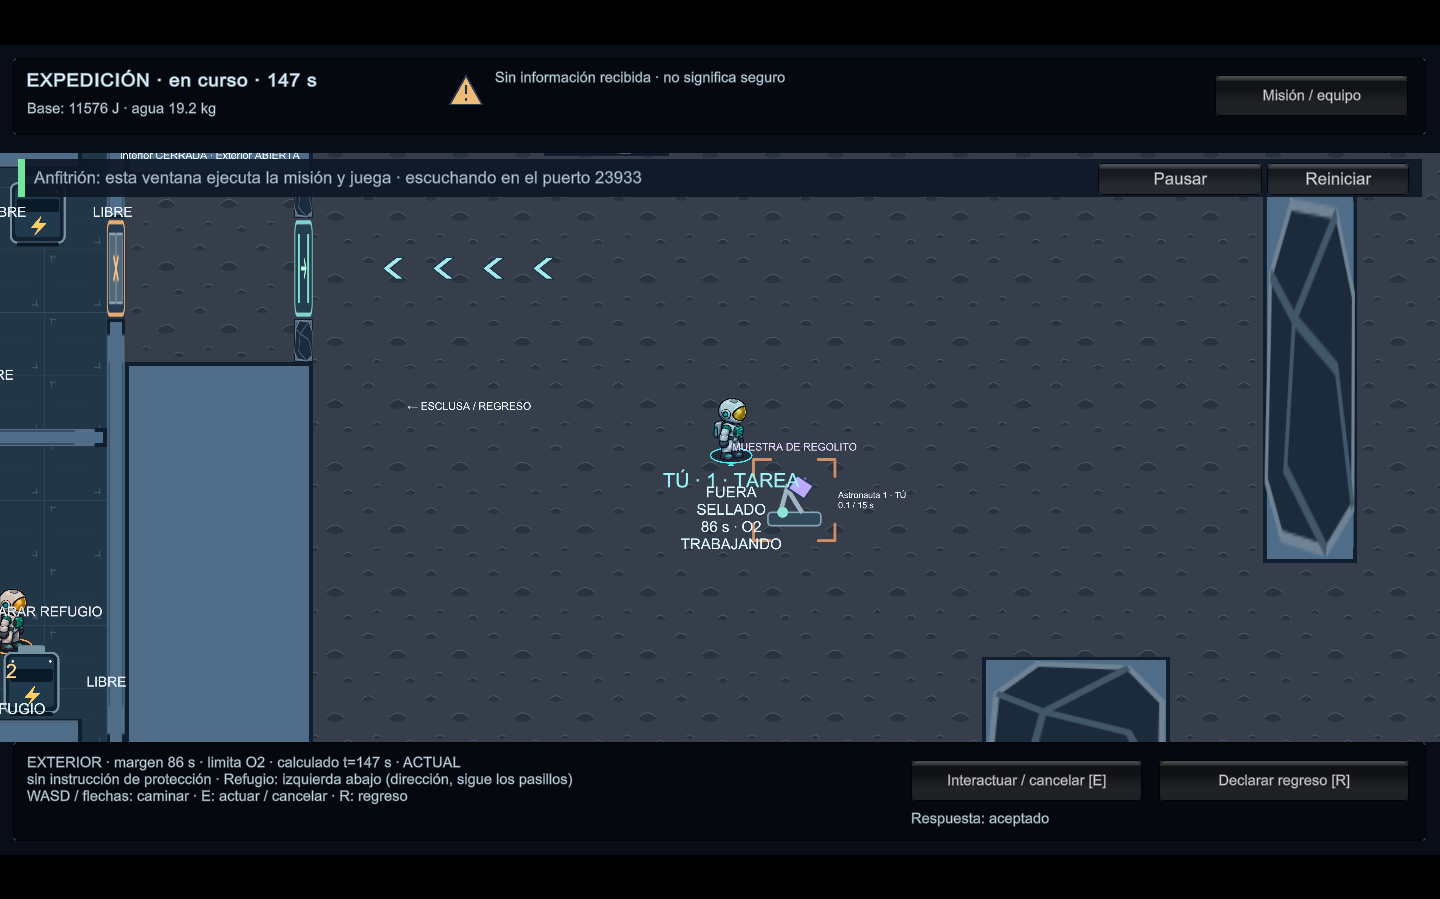 EXPEDICIÓN · en curso · 147 s
Base: 11576 J · agua 19.2 kg
Sin información recibida · no significa seguro
Misión / equipo
Interior CERRADA · Exterior ABIERTA
Anfitrión: esta ventana ejecuta la misión y juega · escuchando en el puerto 23933
Pausar
Reiniciar
BRE
LIBRE
RE
← ESCLUSA / REGRESO
MUESTRA DE REGOLITO
TÚ · 1 · TAREA
FUERA
SELLADO
86 s · O2
TRABAJANDO
Astronauta 1 · TÚ
0.1 / 15 s
ARAR REFUGIO
2
LIBRE
FUGIO
EXTERIOR · margen 86 s · limita O2 · calculado t=147 s · ACTUAL
sin instrucción de protección · Refugio: izquierda abajo (dirección, sigue los pasillos)
WASD / flechas: caminar · E: actuar / cancelar · R: regreso
Interactuar / cancelar [E]
Declarar regreso [R]
Respuesta: aceptado